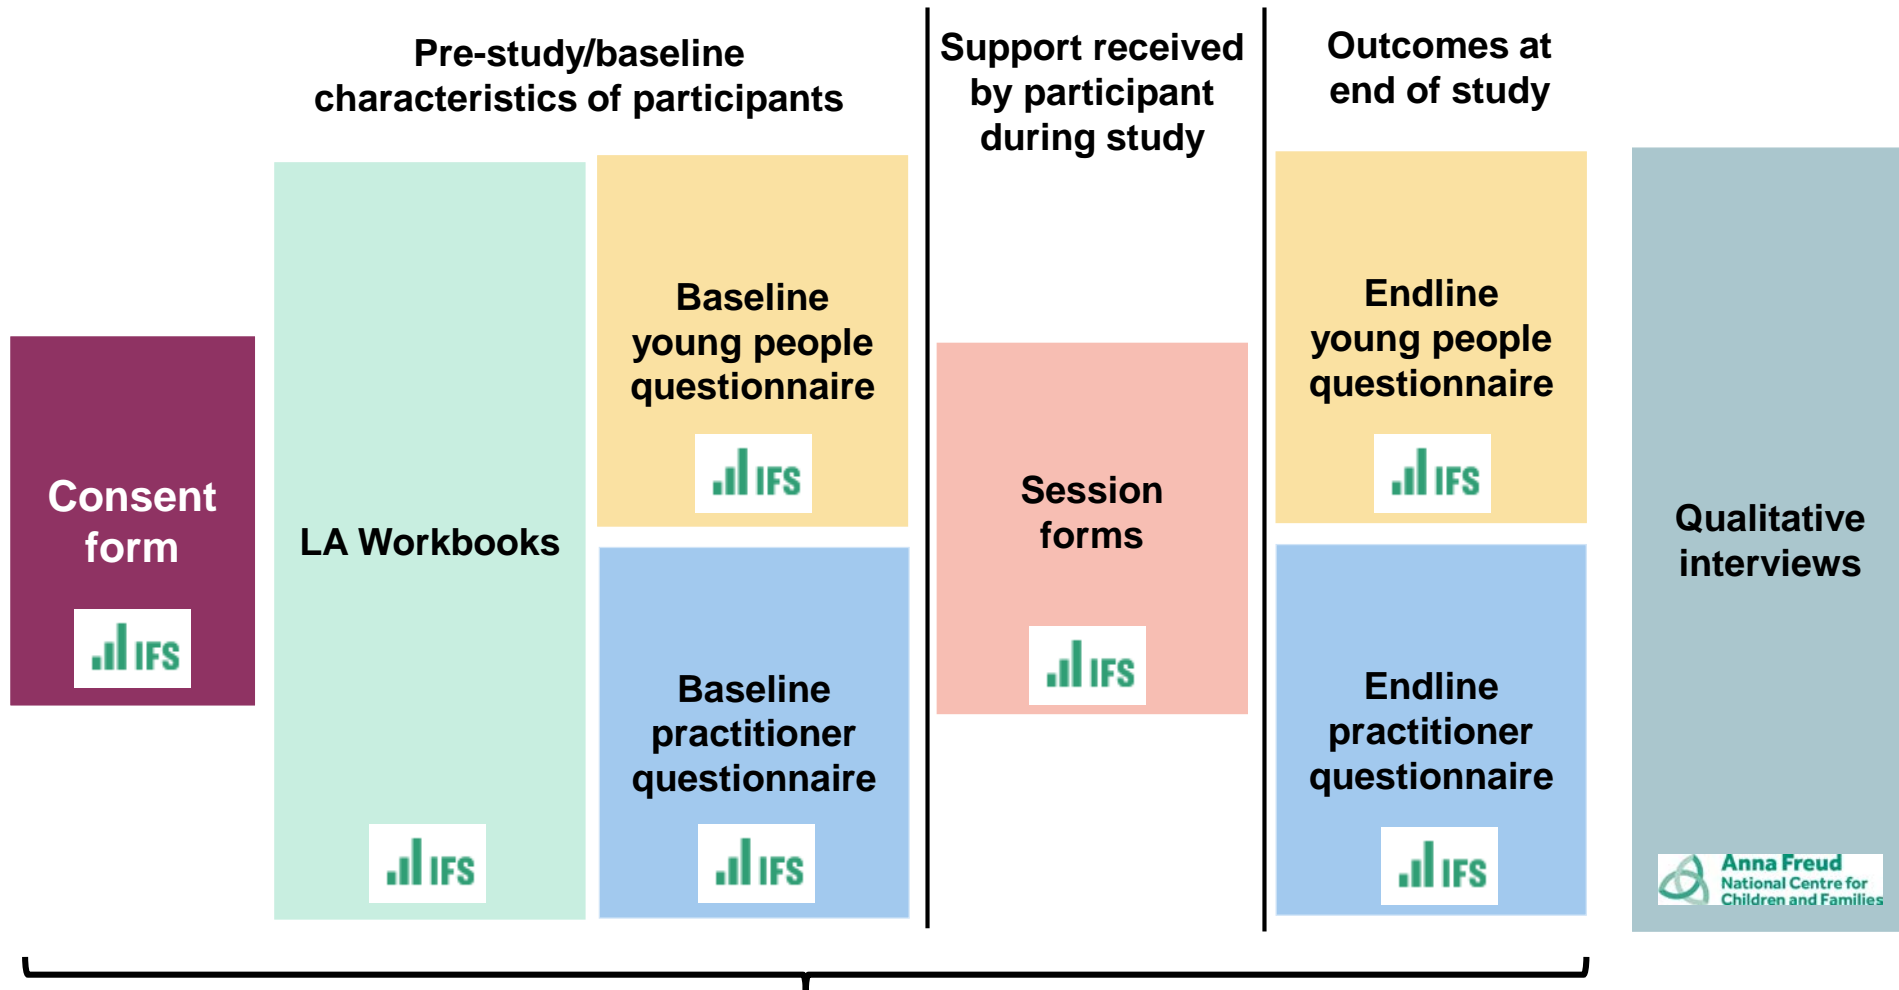 Pre-study/baseline
characteristics of participants
Support received
by participant
during study
Outcomes at
end of study
Consent
form
IFS
LA Workbooks
IFS
Baseline
young people
questionnaire
IFS
Baseline
practitioner
questionnaire
IFS
Session
forms
IFS
Endline
young people
questionnaire
IFS
Endline
practitioner
questionnaire
IFS
Qualitative
interviews
Anna Freud
National Centre for
Children and Families